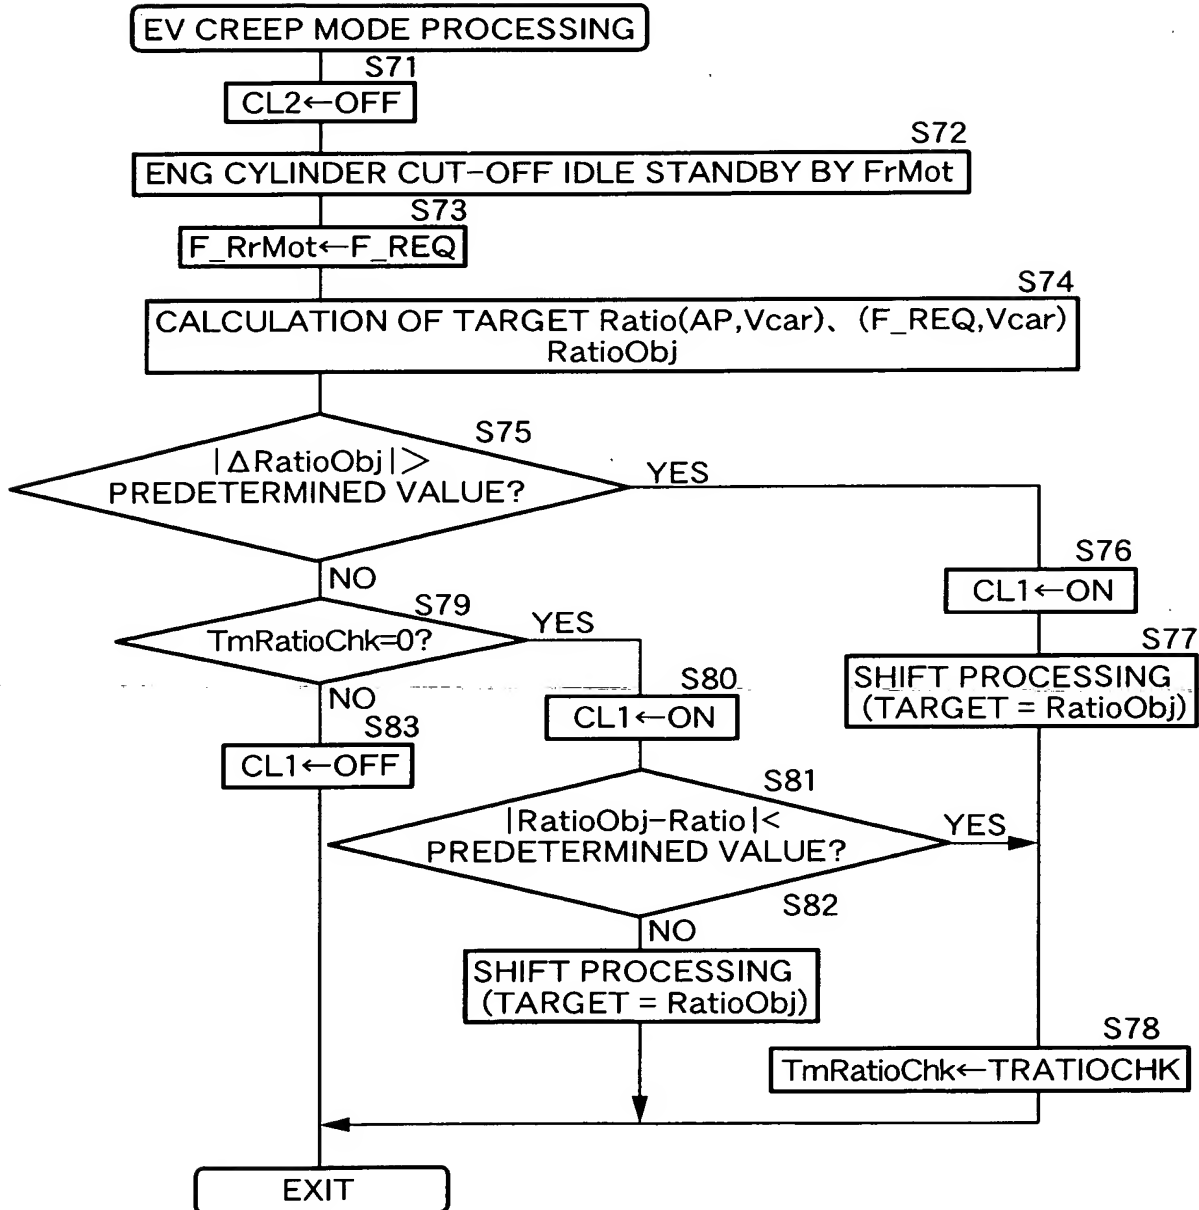 EV CREEP MODE PROCESSING
S71
CL2←OFF
S72
ENG CYLINDER CUT-OFF IDLE STANDBY BY FrMot
S73
F_RrMot←F_REQ
S74
CALCULATION OF TARGET Ratio(AP,Vcar)、(F_REQ,Vcar)
RatioObj
S75
|ΔRatioObj|>
PREDETERMINED VALUE?
YES
NO
S76
CL1←ON
S77
SHIFT PROCESSING
(TARGET = RatioObj)
S79
TmRatioChk=0?
YES
NO
S80
CL1←ON
S83
CL1←OFF
S81
|RatioObj-Ratio|<
PREDETERMINED VALUE?
YES
S82
NO
SHIFT PROCESSING
(TARGET = RatioObj)
S78
TmRatioChk←TRATIOCHK
EXIT